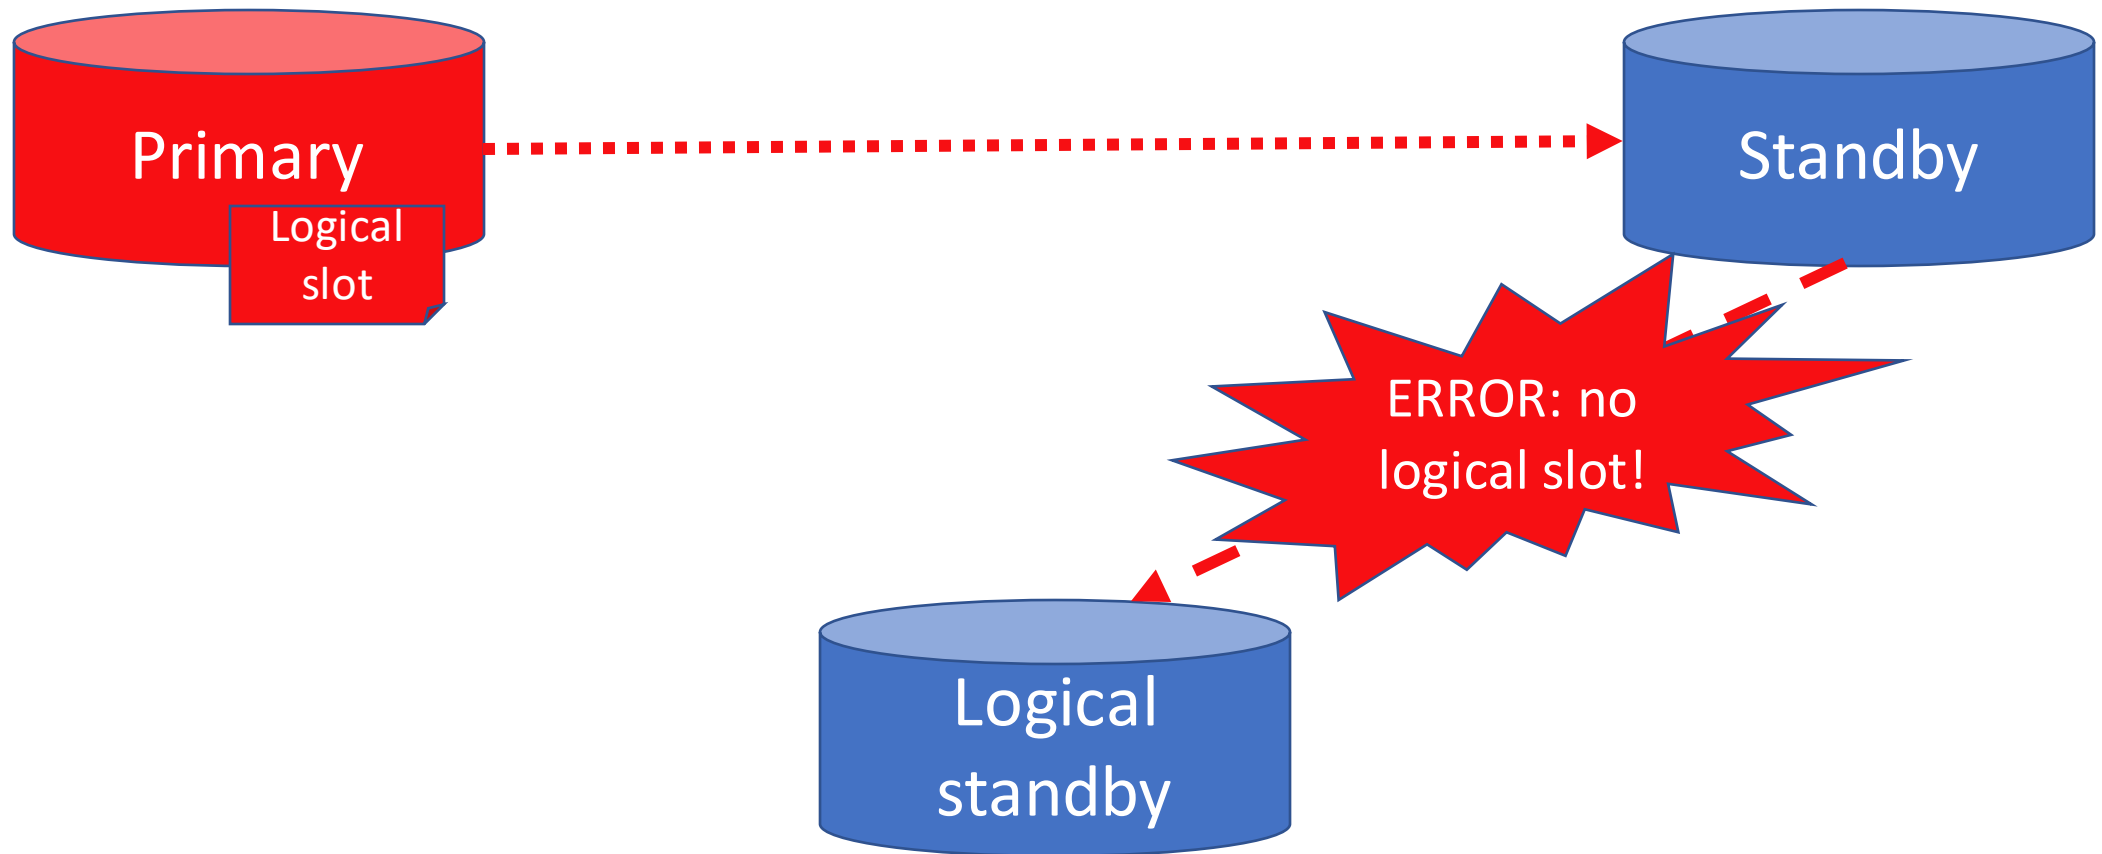 Primary
Logical
slot
Standby
ERROR: no
logical slot!
Logical
standby